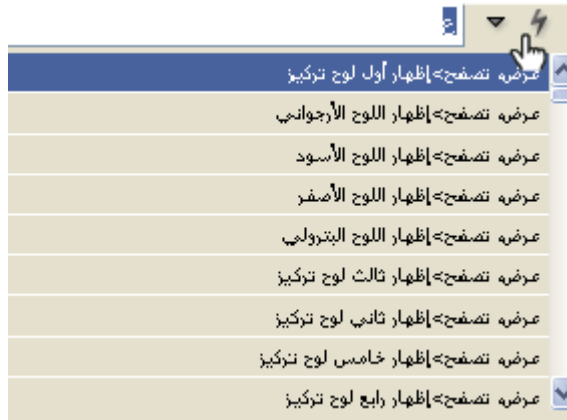 ع
عرض تصفح>إظهار أول لوح تركيز
عرض تصفح>إظهار اللوح الأرجواني
عرض تصفح>إظهار اللوح الأسود
عرض تصفح>إظهار اللوح الأصفر
عرض تصفح>إظهار اللوح البترولي
عرض تصفح>إظهار ثالث لوح تركيز
عرض تصفح>إظهار ثاني لوح تركيز
عرض تصفح>إظهار خامس لوح تركيز
عرض تصفح>إظهار رابع لوح تركيز